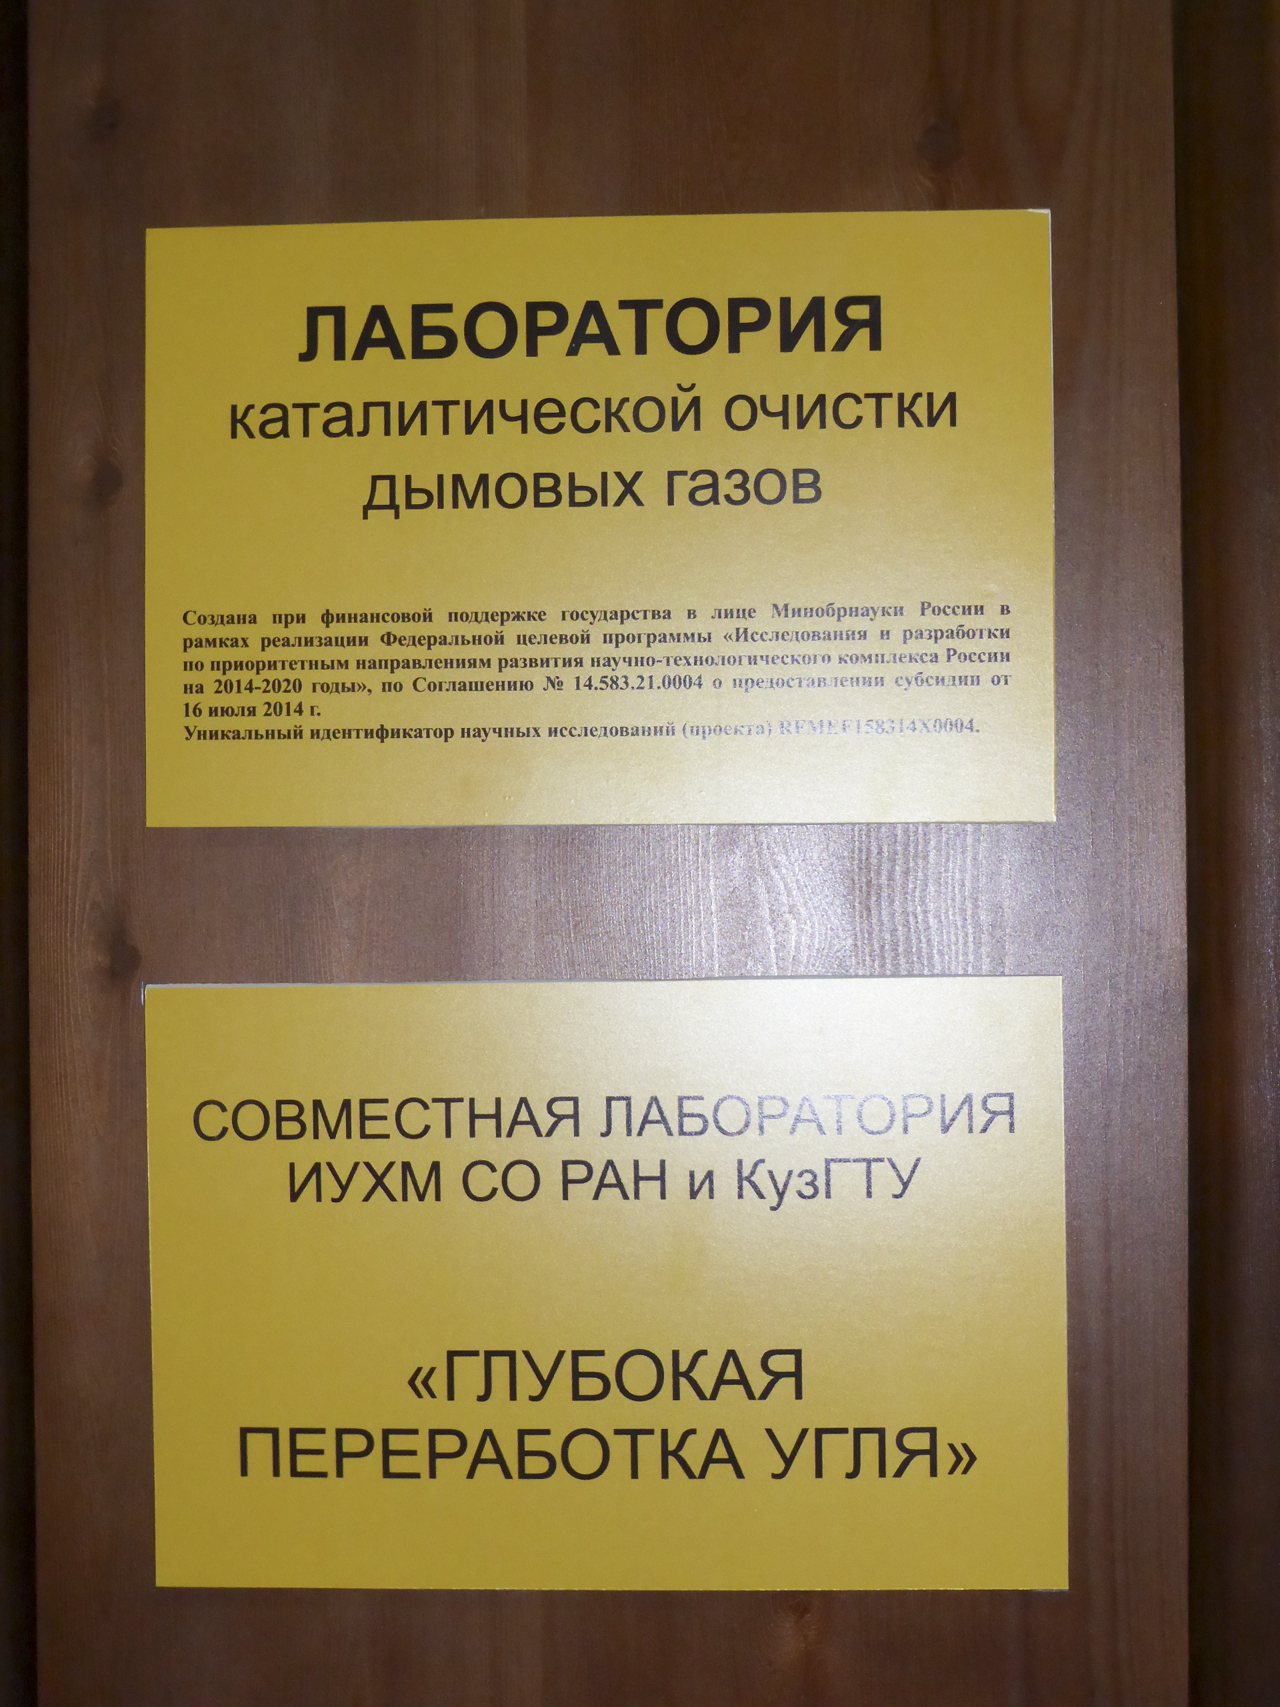 ЛАБОРАТОРИЯ
каталитической очистки
дымовых газов
Создана при финансовой поддержке государства в лице Минобрнауки России в
рамках реализации Федеральной целевой программы «Исследования и разработки
по приоритетным направлениям развития научно-технологического комплекса России
на 2014-2020 годы», по Соглашению № 14.583.21.0004 о предоставлении субсидии от
16 июля 2014 г.
Уникальный идентификатор научных исследований (проекта) RFMEFI58314X0004.
СОВМЕСТНАЯ ЛАБОРАТОРИЯ
ИУХМ СО РАН и КузГТУ
«ГЛУБОКАЯ
ПЕРЕРАБОТКА УГЛЯ»